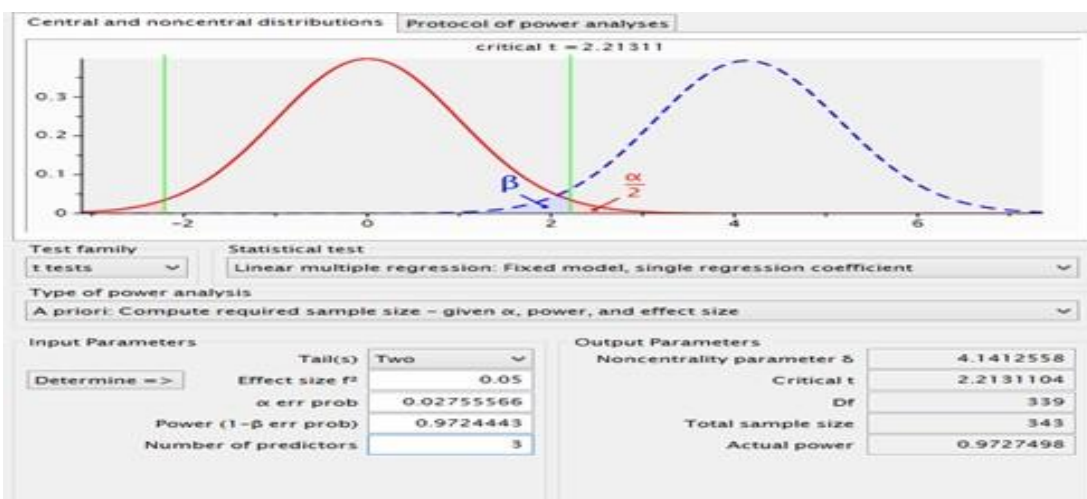 Central and noncentral distributions Protocol of power analyses
critical t = 2.21311
0.3
0.2
β α/2
0.1
0
-2 0 2 4 6
Test family Statistical test
t tests Linear multiple regression: Fixed model, single regression coefficient
Type of power analysis
A priori: Compute required sample size - given α, power, and effect size
Input Parameters Output Parameters
Tail(s) Two Noncentrality parameter δ 4.1412558
Determine => Effect size f² 0.05 Critical t 2.2131104
α err prob 0.02755566 Df 339
Power (1-β err prob) 0.9724443 Total sample size 343
Number of predictors 3 Actual power 0.9727498